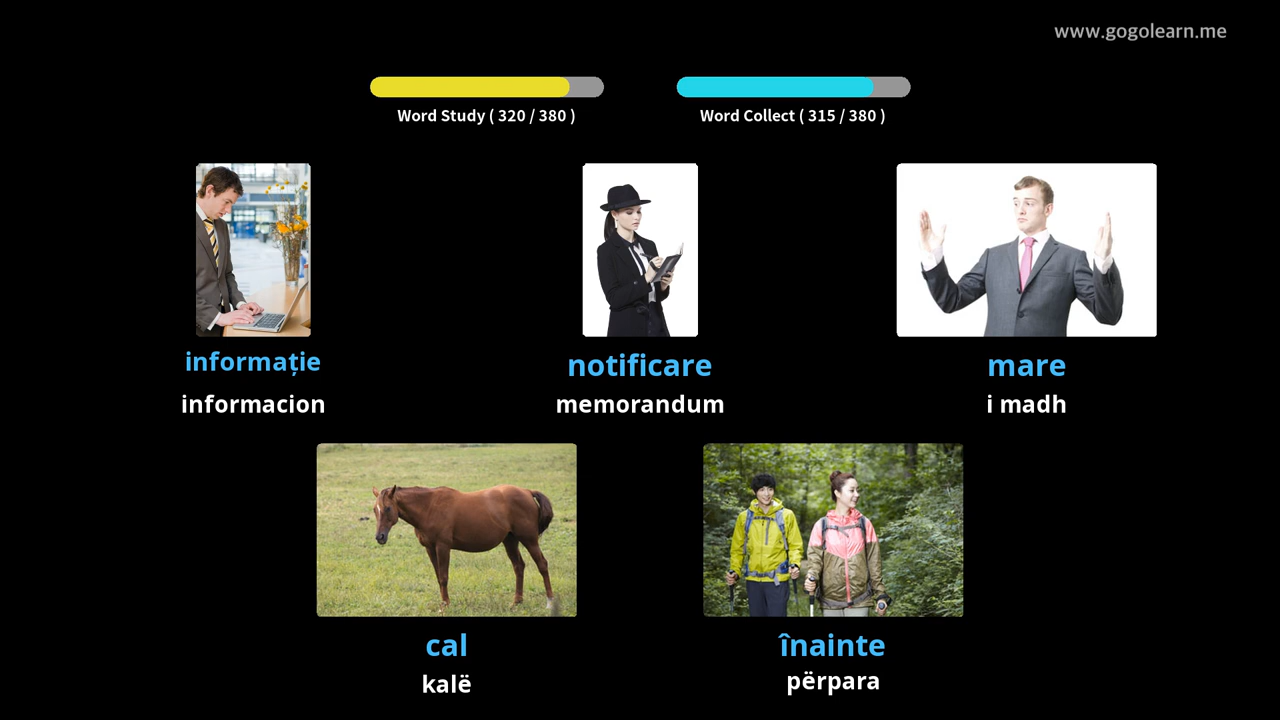 www.gogolearn.me
Word Study ( 320 / 380 )
Word Collect ( 315 / 380 )
informație
notificare
mare
informacion
memorandum
i madh
cal
înainte
kalë
përpara